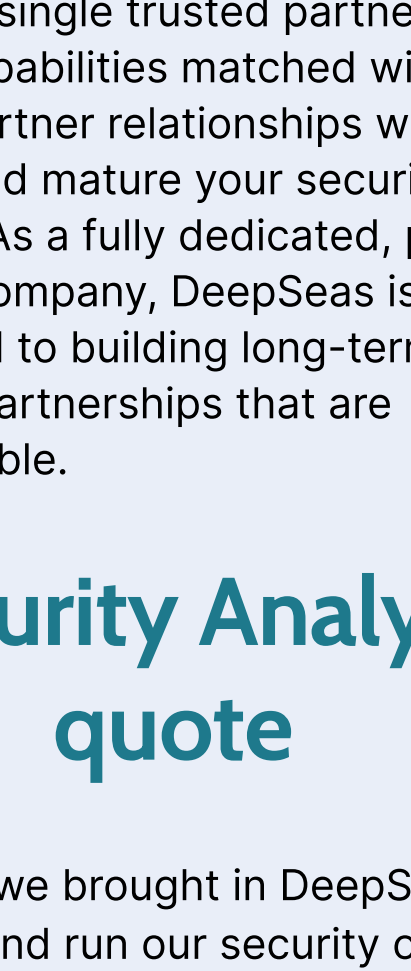 single trusted partne
pabilities matched wi
rtner relationships w
d mature your securi
As a fully dedicated, p
ompany, DeepSeas is
to building long-terr
artnerships that are
ble.
urity Analy
quote
we brought in DeepS
nd run our security o